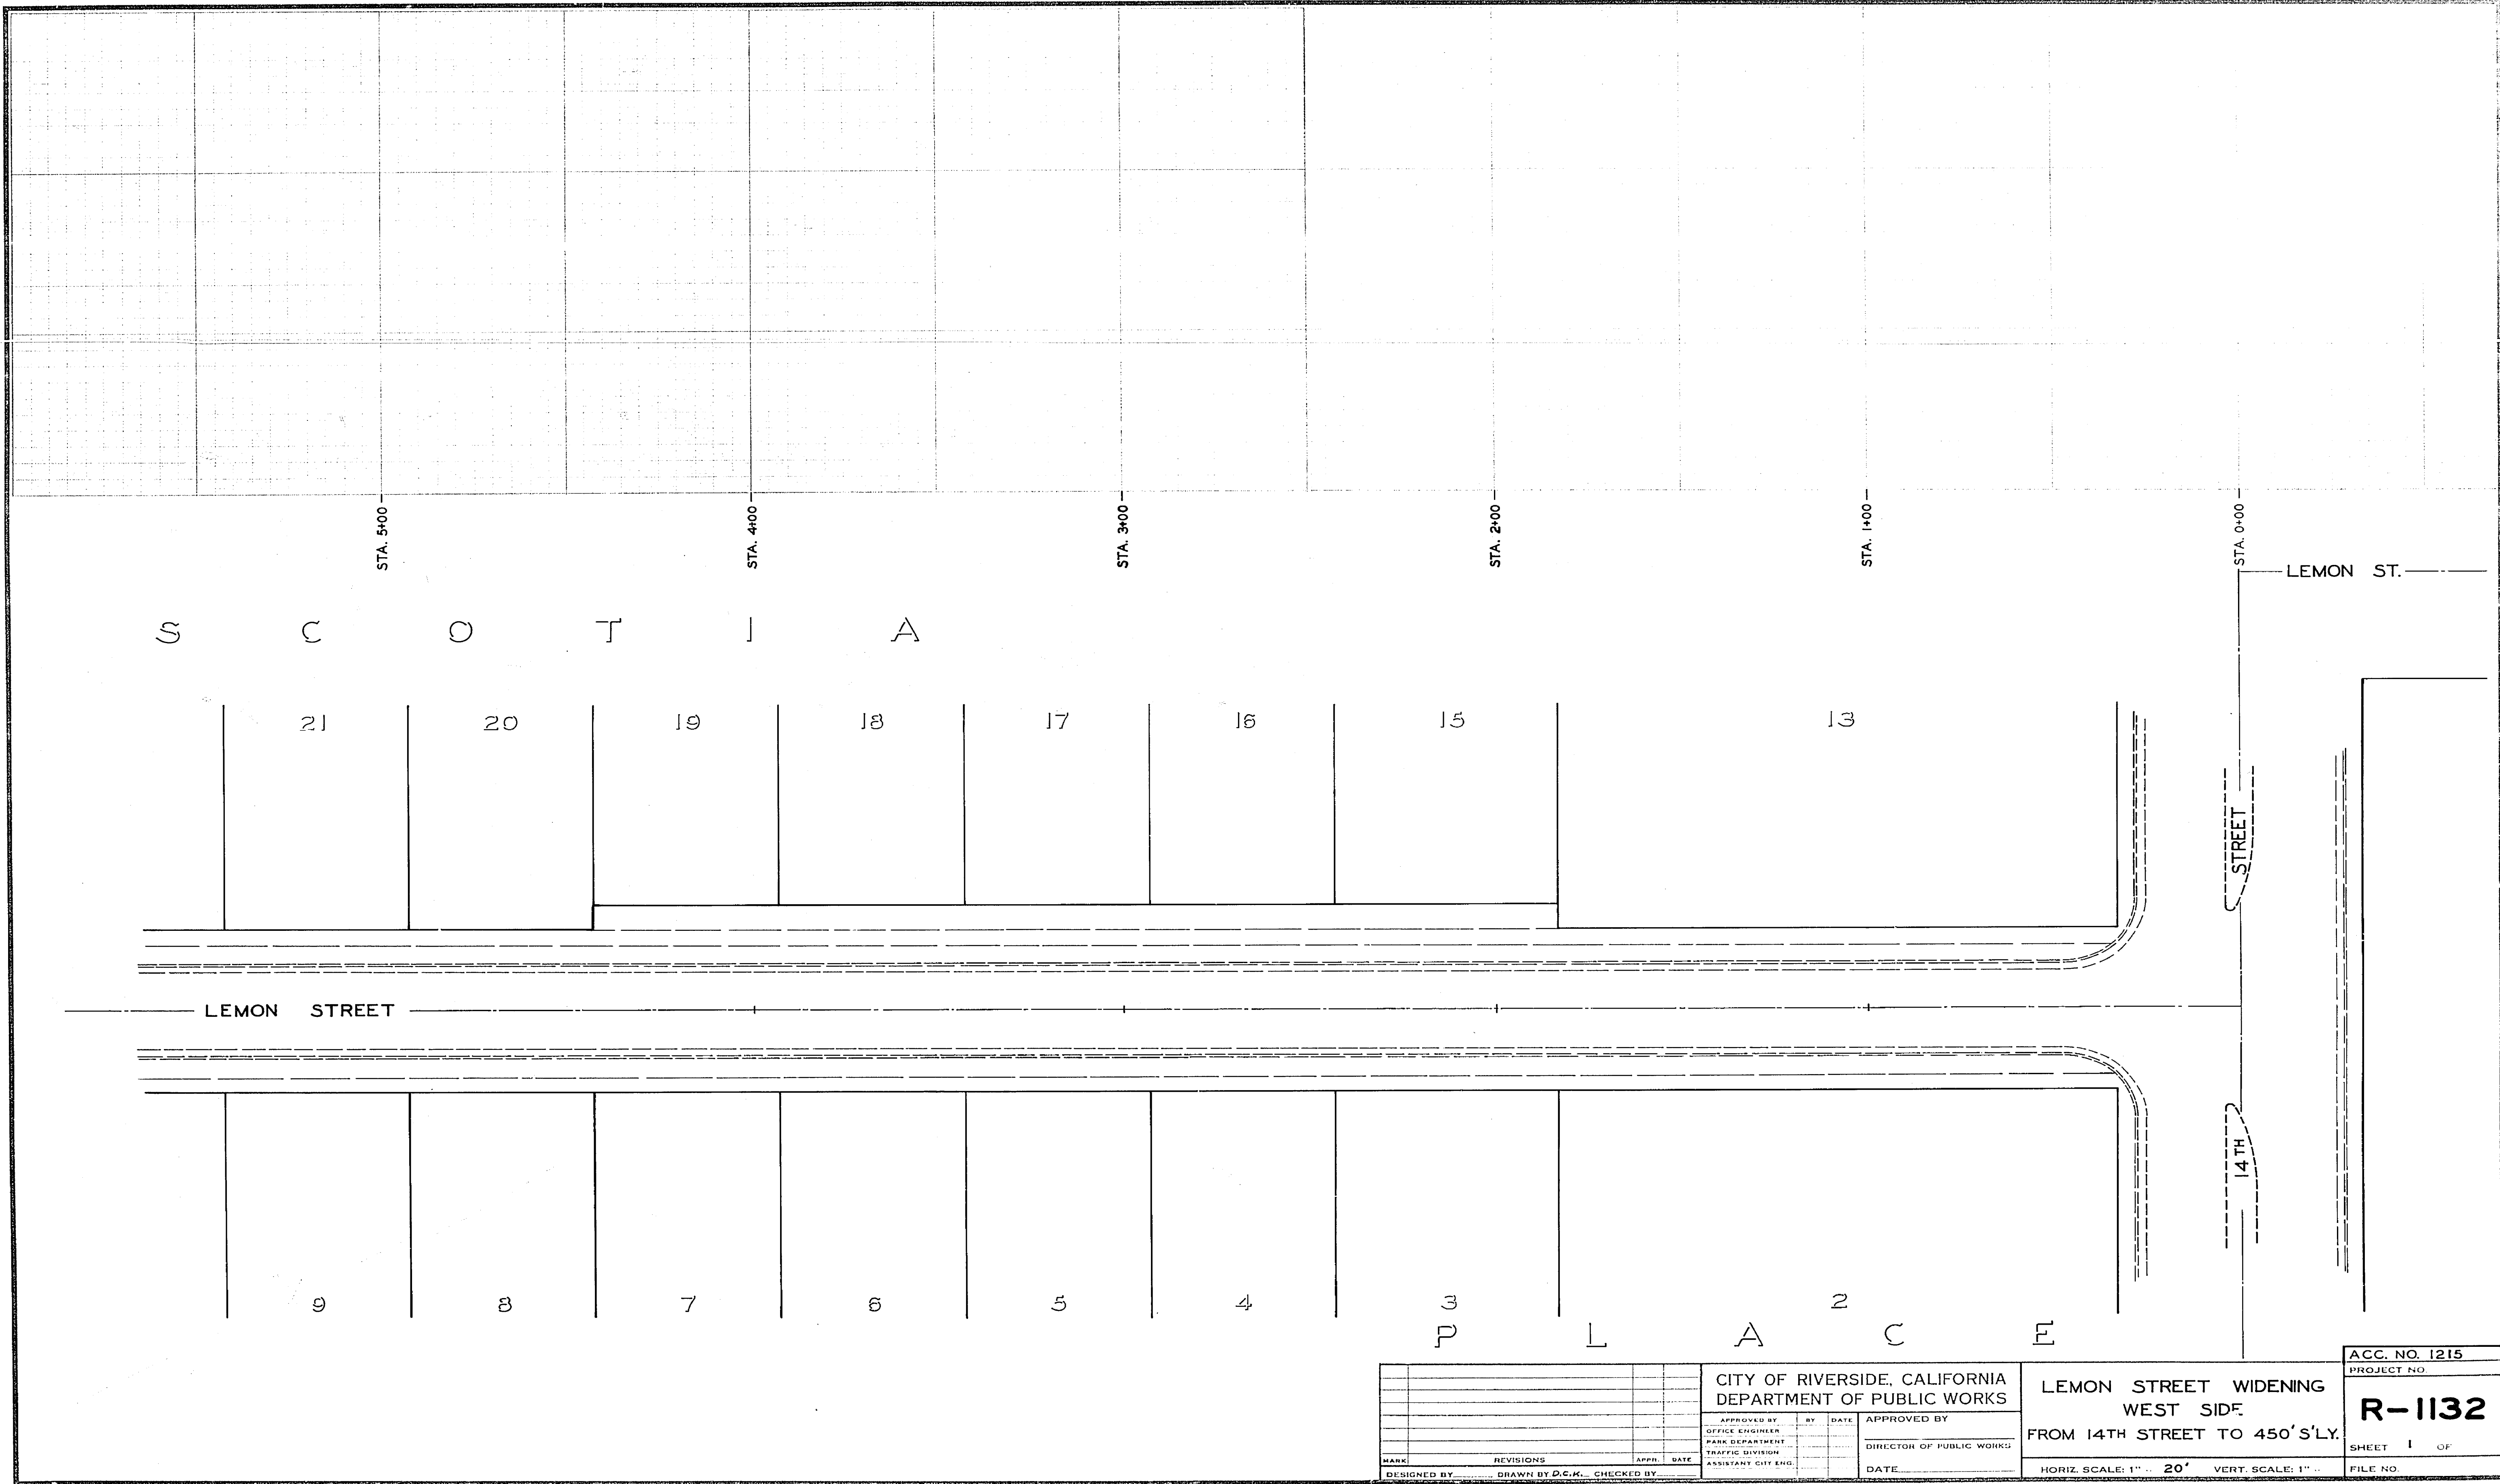 STA. 5+00
STA. 4+00
STA. 3+00
STA. 2+00
STA. 1+00
STA. 0+00
LEMON ST.
SCOTIA
21 20 19 18 17 16 15 13
STREET
LEMON STREET
14TH
9 8 7 6 5 4 3 2
PLACE
MARK REVISIONS APPR. DATE
DESIGNED BY DRAWN BY D.C.K. CHECKED BY
CITY OF RIVERSIDE, CALIFORNIA
DEPARTMENT OF PUBLIC WORKS
APPROVED BY BY DATE
OFFICE ENGINEER
PARK DEPARTMENT
TRAFFIC DIVISION
ASSISTANT CITY ENG.
APPROVED BY
DIRECTOR OF PUBLIC WORKS
DATE
LEMON STREET WIDENING
WEST SIDE
FROM 14TH STREET TO 450' S'LY.
HORIZ. SCALE: 1" = 20' VERT. SCALE: 1" =
ACC. NO. 1215
PROJECT NO.
R-1132
SHEET 1 OF
FILE NO.